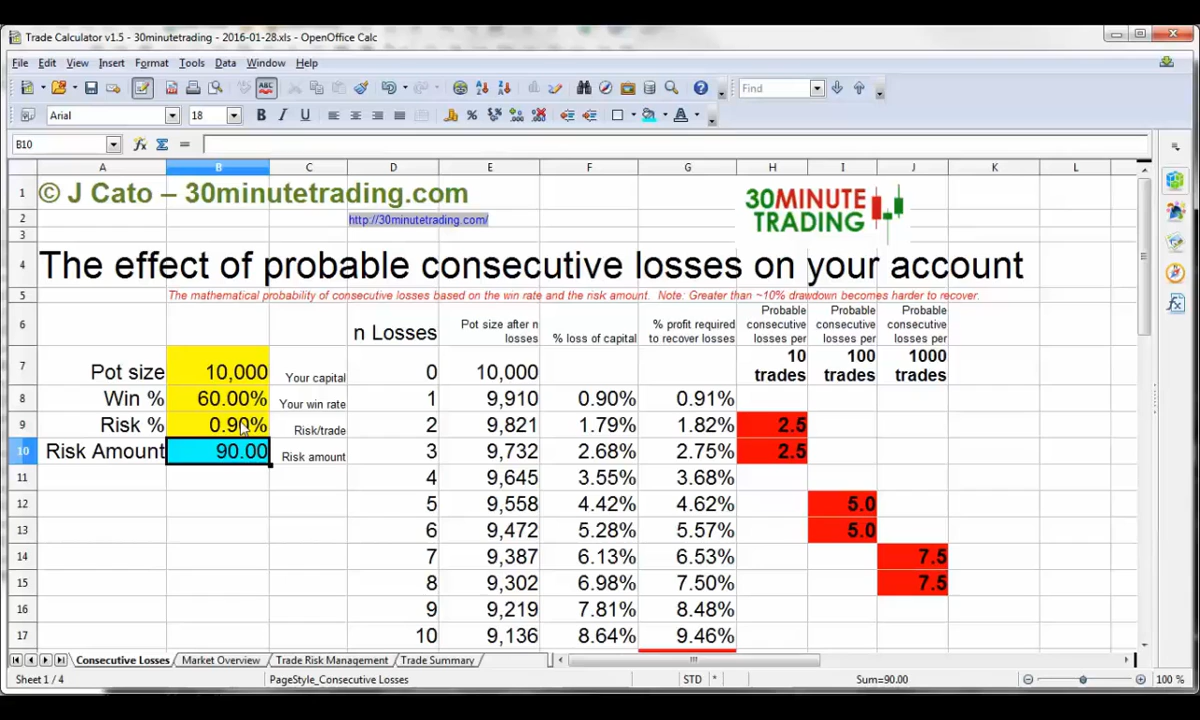 Trade Calculator v1.5 - 30minutetrading - 2016-01-28.xls - OpenOffice Calc
File Edit View Insert Format Tools Data Window Help
ABC Find
Arial 18 B I U
B10
A B C D E F G H I J K L
1 © J Cato – 30minutetrading.com
30MINUTE
TRADING
2 http://30minutetrading.com/
3
4 The effect of probable consecutive losses on your account
5 The mathematical probability of consecutive losses based on the win rate and the risk amount. Note: Greater than ~10% drawdown becomes harder to recover.
6 n Losses Pot size after n losses % loss of capital % profit required to recover losses Probable consecutive losses per Probable consecutive losses per Probable consecutive losses per
7 Pot size 10,000 Your capital 0 10,000 10 trades 100 trades 1000 trades
8 Win % 60.00% Your win rate 1 9,910 0.90% 0.91%
9 Risk % 0.90% Risk/trade 2 9,821 1.79% 1.82% 2.5
10 Risk Amount 90.00 Risk amount 3 9,732 2.68% 2.75% 2.5
11 4 9,645 3.55% 3.68%
12 5 9,558 4.42% 4.62% 5.0
13 6 9,472 5.28% 5.57% 5.0
14 7 9,387 6.13% 6.53% 7.5
15 8 9,302 6.98% 7.50% 7.5
16 9 9,219 7.81% 8.48%
17 10 9,136 8.64% 9.46%
Consecutive Losses Market Overview Trade Risk Management Trade Summary
Sheet 1 / 4 PageStyle_Consecutive Losses STD * Sum=90.00 100 %